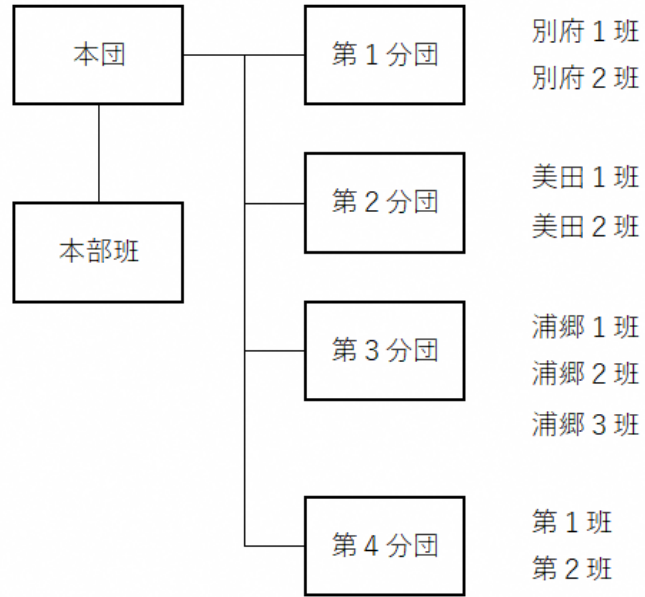 本団
本部班
第１分団
別府１班
別府２班
第２分団
美田１班
美田２班
第３分団
浦郷１班
浦郷２班
浦郷３班
第４分団
第１班
第２班